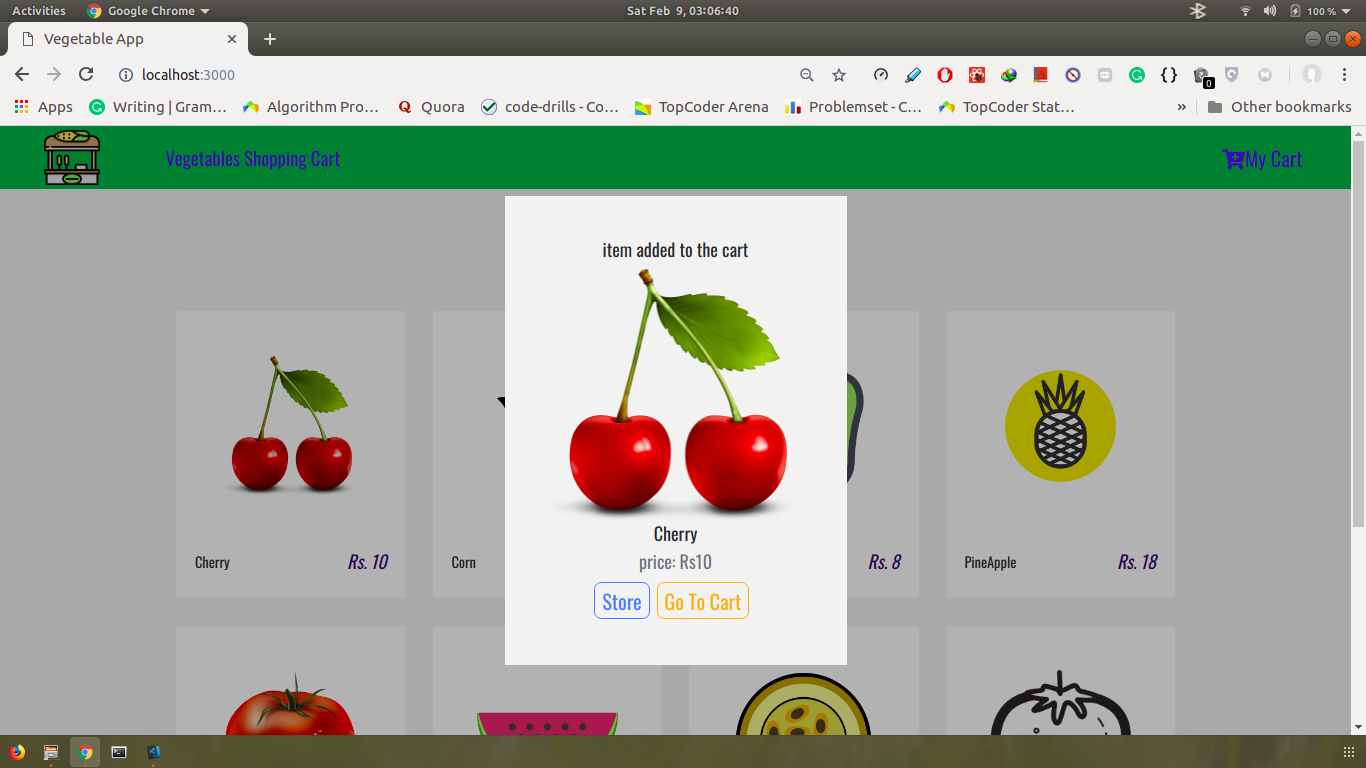 Activities Google Chrome Sat Feb 9, 03:06:40 100 %
Vegetable App
localhost:3000 0
Apps Writing | Gram… Algorithm Pro… Quora code-drills - Co… TopCoder Arena Problemset - C… TopCoder Stat… » Other bookmarks
Vegetables Shopping Cart My Cart
item added to the cart
Cherry
price: Rs10
Store Go To Cart
Cherry Rs. 10 Corn Rs. 8 PineApple Rs. 18